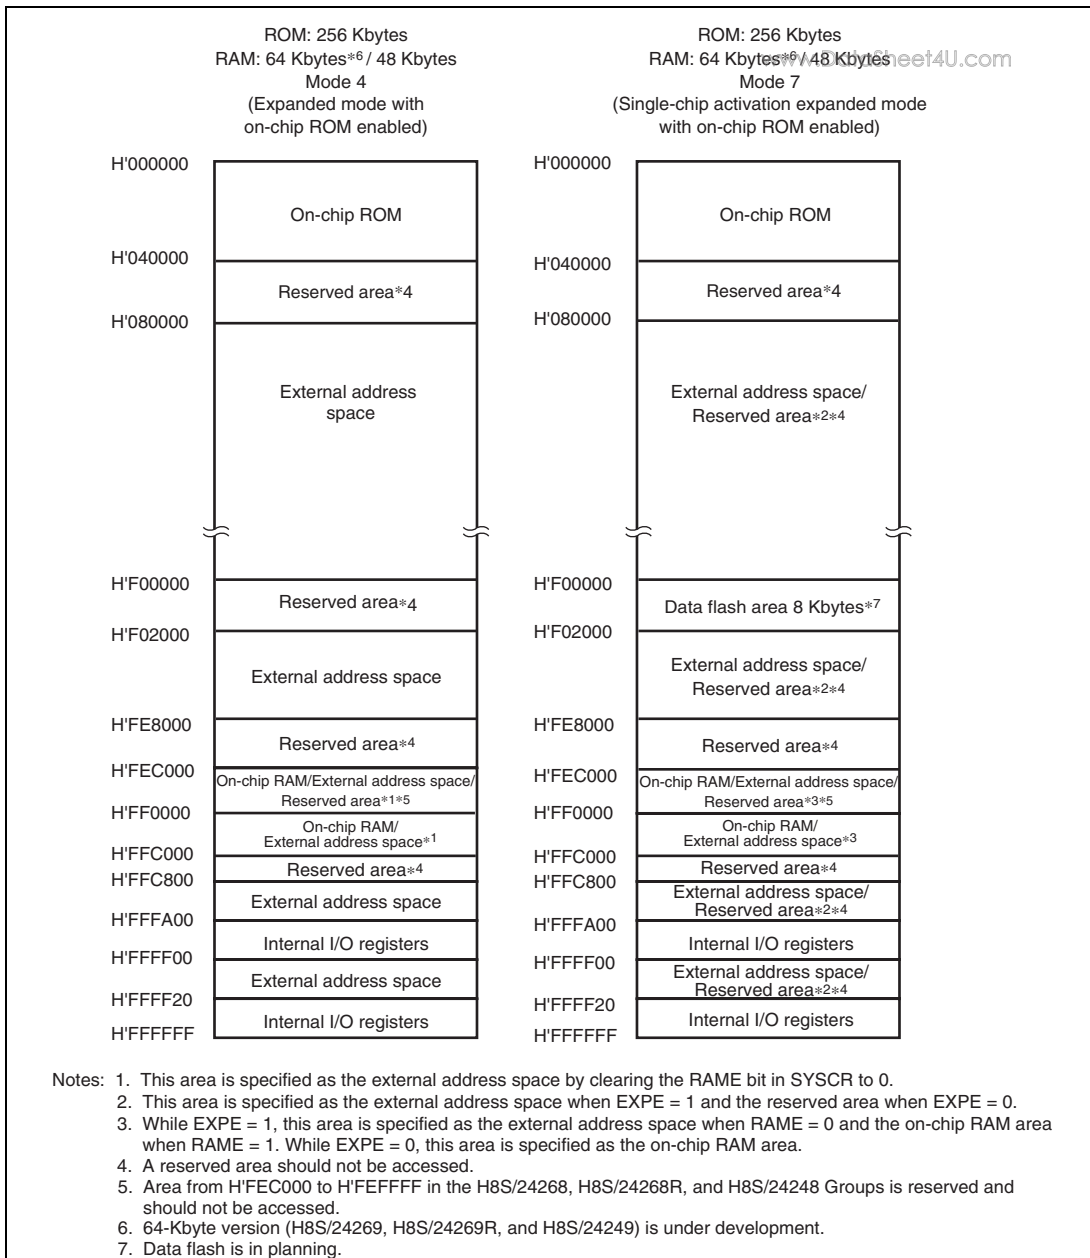 ROM: 256 Kbytes
RAM: 64 Kbytes*6 / 48 Kbytes
Mode 4
(Expanded mode with
on-chip ROM enabled)
H'000000
On-chip ROM
H'040000
Reserved area*4
H'080000
External address
space
H'F00000
Reserved area*4
H'F02000
External address space
H'FE8000
Reserved area*4
H'FEC000
On-chip RAM/External address space/
Reserved area*1*5
H'FF0000
On-chip RAM/
External address space*1
H'FFC000
Reserved area*4
H'FFC800
External address space
H'FFFA00
Internal I/O registers
H'FFFF00
External address space
H'FFFF20
Internal I/O registers
H'FFFFFF
ROM: 256 Kbytes
RAM: 64 Kbytes*6 / 48 Kbytes
www.DataSheet4U.com
Mode 7
(Single-chip activation expanded mode
with on-chip ROM enabled)
H'000000
On-chip ROM
H'040000
Reserved area*4
H'080000
External address space/
Reserved area*2*4
H'F00000
Data flash area 8 Kbytes*7
H'F02000
External address space/
Reserved area*2*4
H'FE8000
Reserved area*4
H'FEC000
On-chip RAM/External address space/
Reserved area*3*5
H'FF0000
On-chip RAM/
External address space*3
H'FFC000
Reserved area*4
H'FFC800
External address space/
Reserved area*2*4
H'FFFA00
Internal I/O registers
H'FFFF00
External address space/
Reserved area*2*4
H'FFFF20
Internal I/O registers
H'FFFFFF
Notes: 1. This area is specified as the external address space by clearing the RAME bit in SYSCR to 0.
2. This area is specified as the external address space when EXPE = 1 and the reserved area when EXPE = 0.
3. While EXPE = 1, this area is specified as the external address space when RAME = 0 and the on-chip RAM area
when RAME = 1. While EXPE = 0, this area is specified as the on-chip RAM area.
4. A reserved area should not be accessed.
5. Area from H'FEC000 to H'FEFFFF in the H8S/24268, H8S/24268R, and H8S/24248 Groups is reserved and
should not be accessed.
6. 64-Kbyte version (H8S/24269, H8S/24269R, and H8S/24249) is under development.
7. Data flash is in planning.